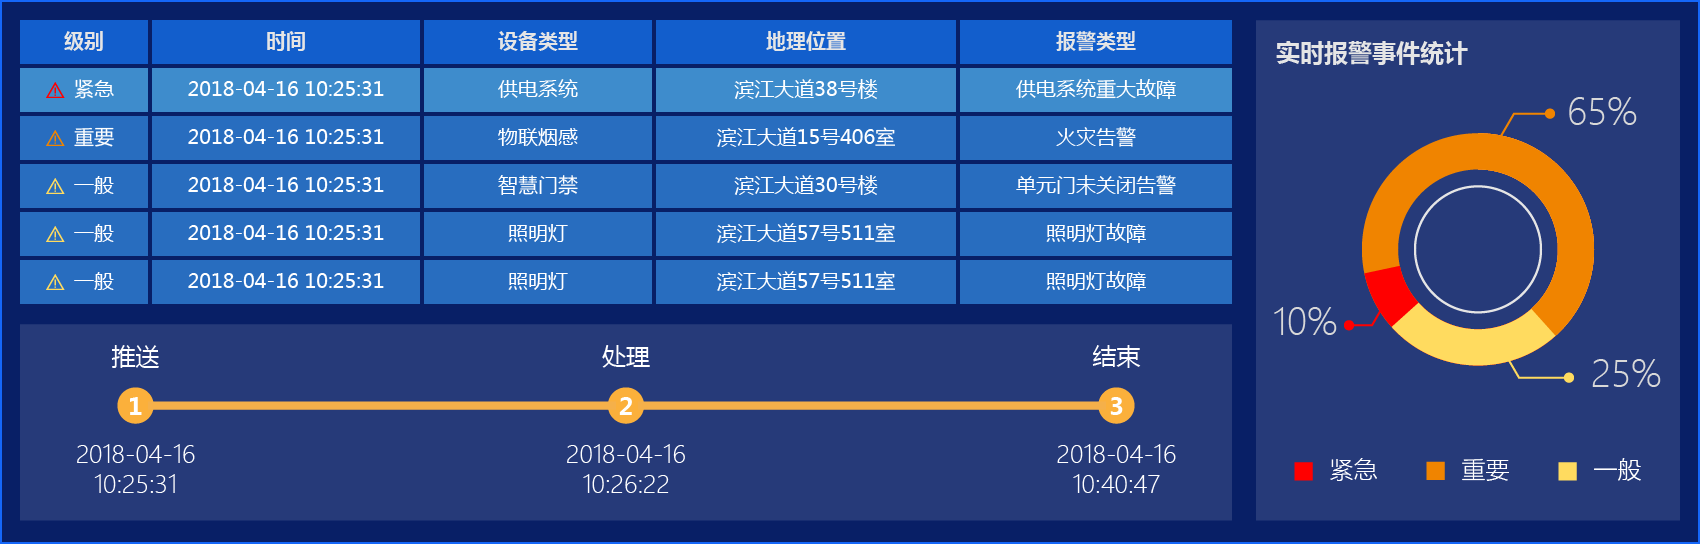 级别 时间 设备类型 地理位置 报警类型
紧急 2018-04-16 10:25:31 供电系统 滨江大道38号楼 供电系统重大故障
重要 2018-04-16 10:25:31 物联烟感 滨江大道15号406室 火灾告警
一般 2018-04-16 10:25:31 智慧门禁 滨江大道30号楼 单元门未关闭告警
一般 2018-04-16 10:25:31 照明灯 滨江大道57号511室 照明灯故障
一般 2018-04-16 10:25:31 照明灯 滨江大道57号511室 照明灯故障
推送 处理 结束
1 2 3
2018-04-16 2018-04-16 2018-04-16
10:25:31 10:26:22 10:40:47
实时报警事件统计
65%
10%
25%
紧急 重要 一般